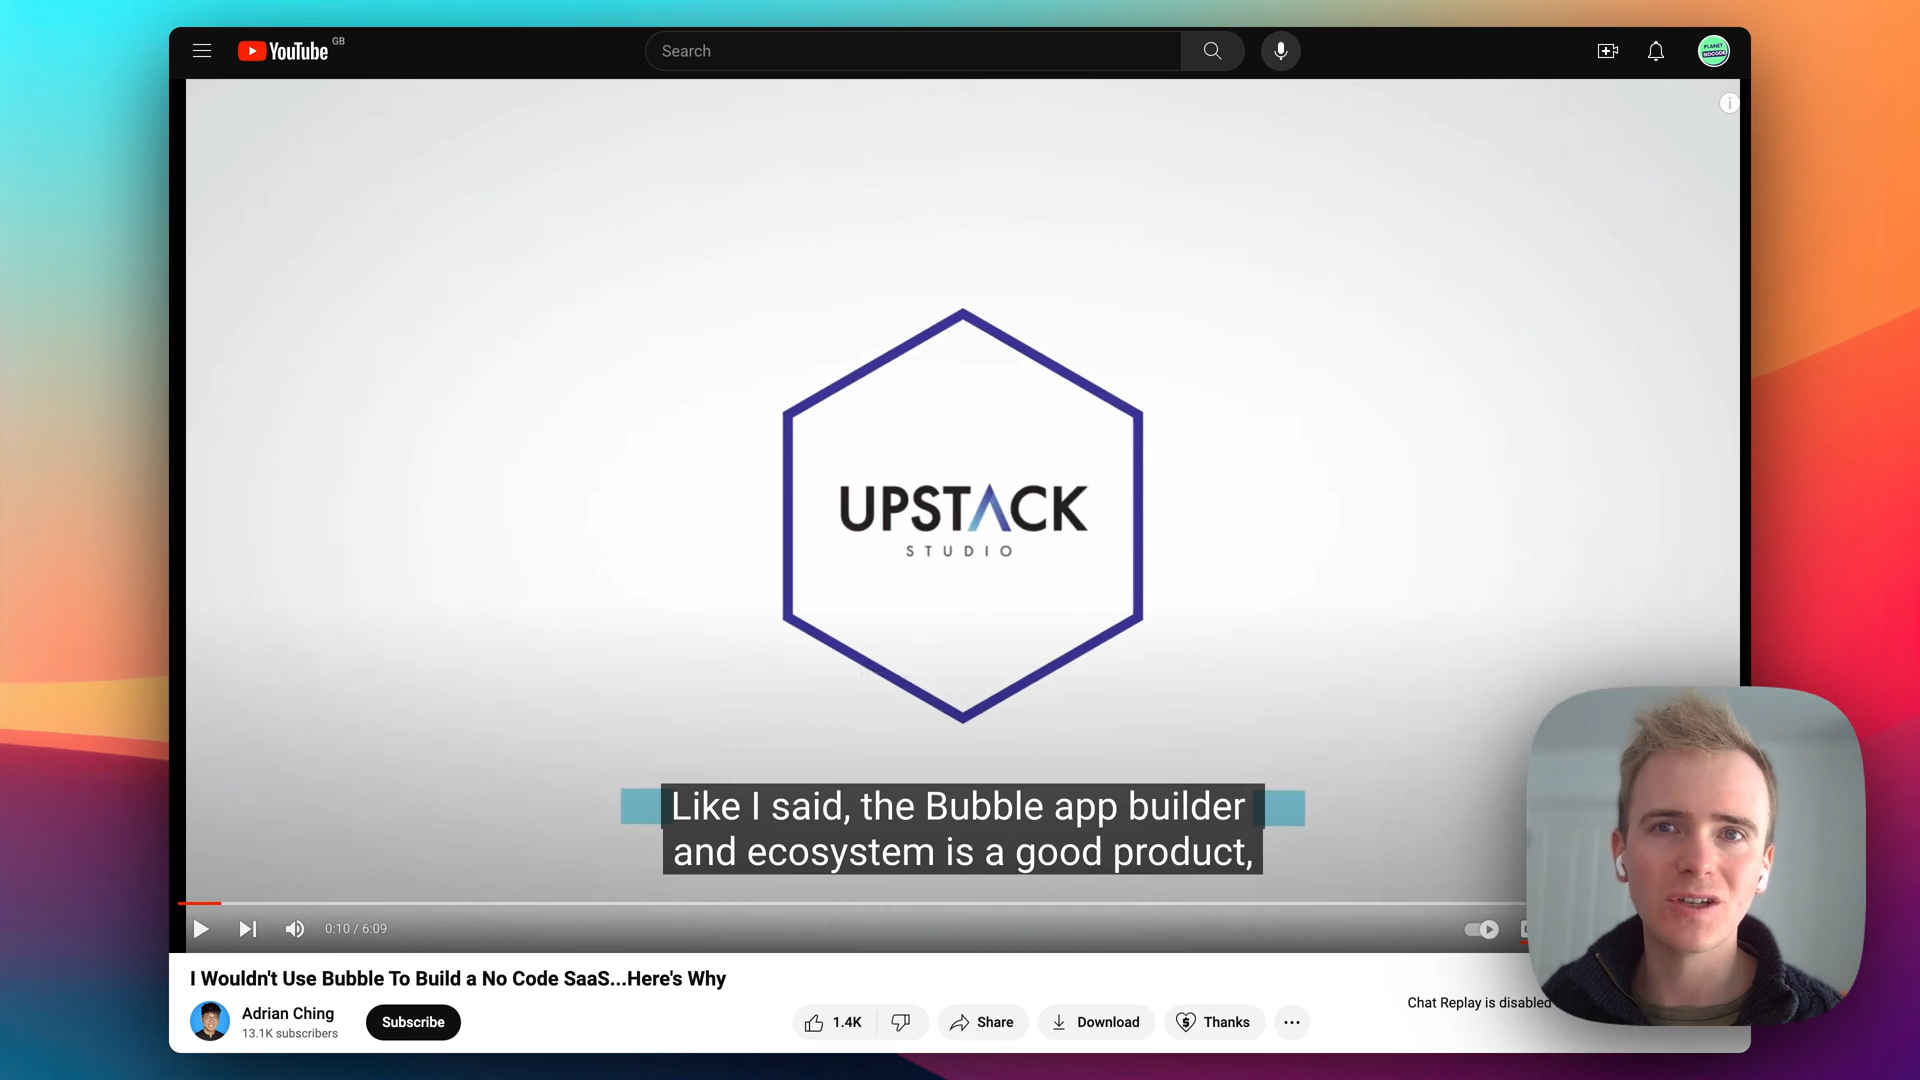 YouTube GB
Search
PLANET
NOCODE
UPSTACK
STUDIO
Like I said, the Bubble app builder
and ecosystem is a good product,
0:10 / 6:09
I Wouldn't Use Bubble To Build a No Code SaaS...Here's Why
Adrian Ching
13.1K subscribers
Subscribe
1.4K
Share
Download
Thanks
Chat Replay is disabled